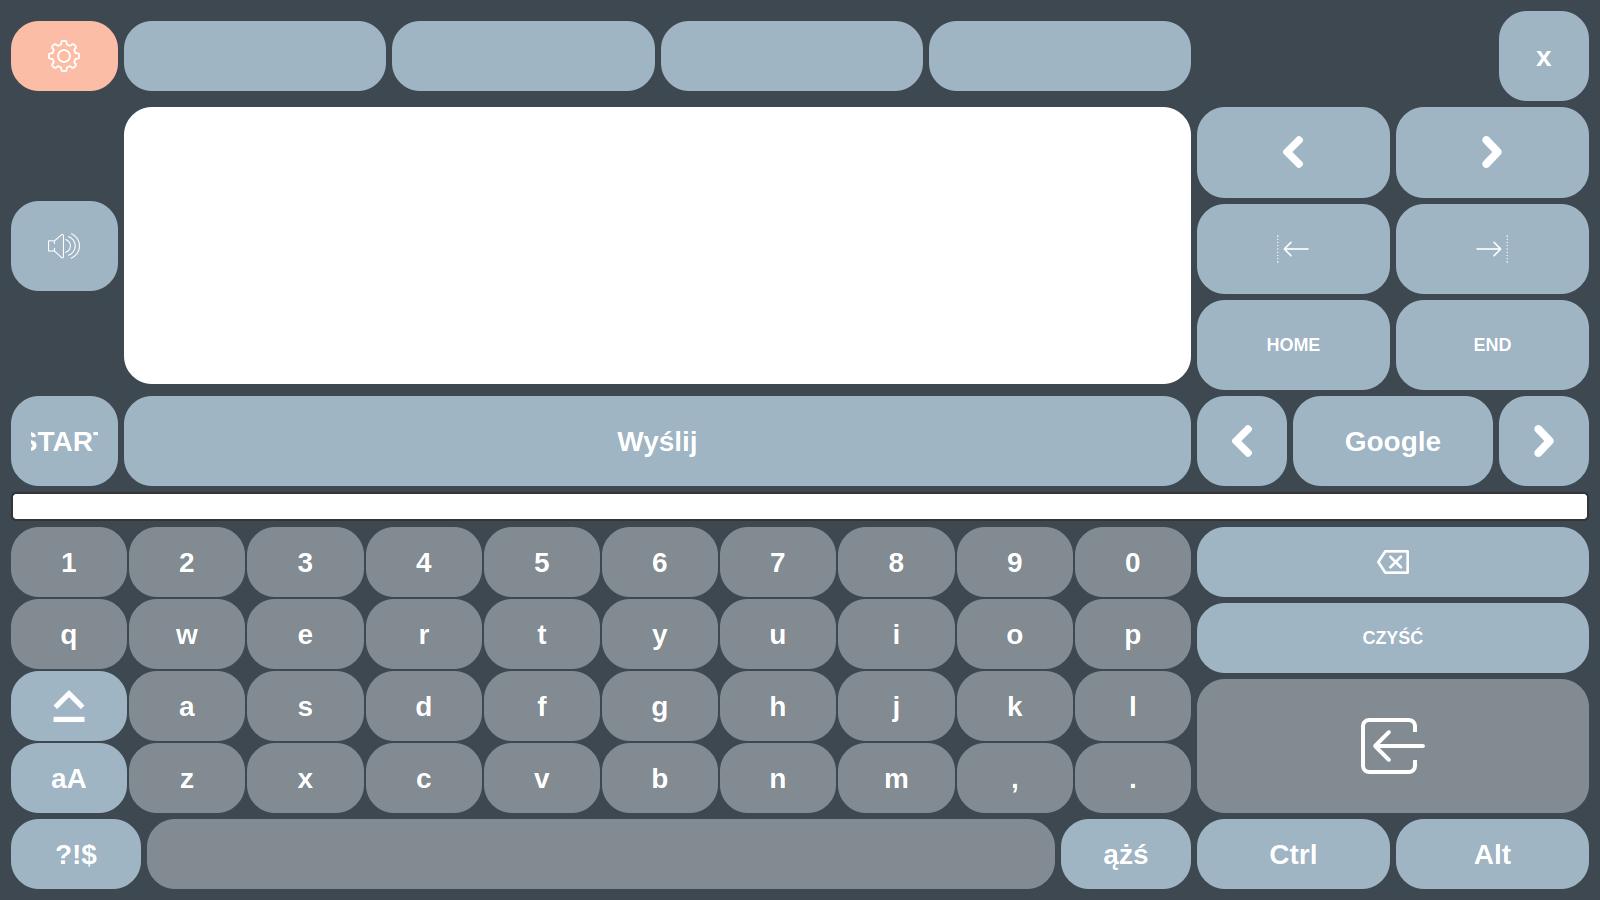 x
HOME END
START Wyślij Google
1 2 3 4 5 6 7 8 9 0
q w e r t y u i o p CZYŚĆ
a s d f g h j k l
aA z x c v b n m , .
?!$ ążś Ctrl Alt